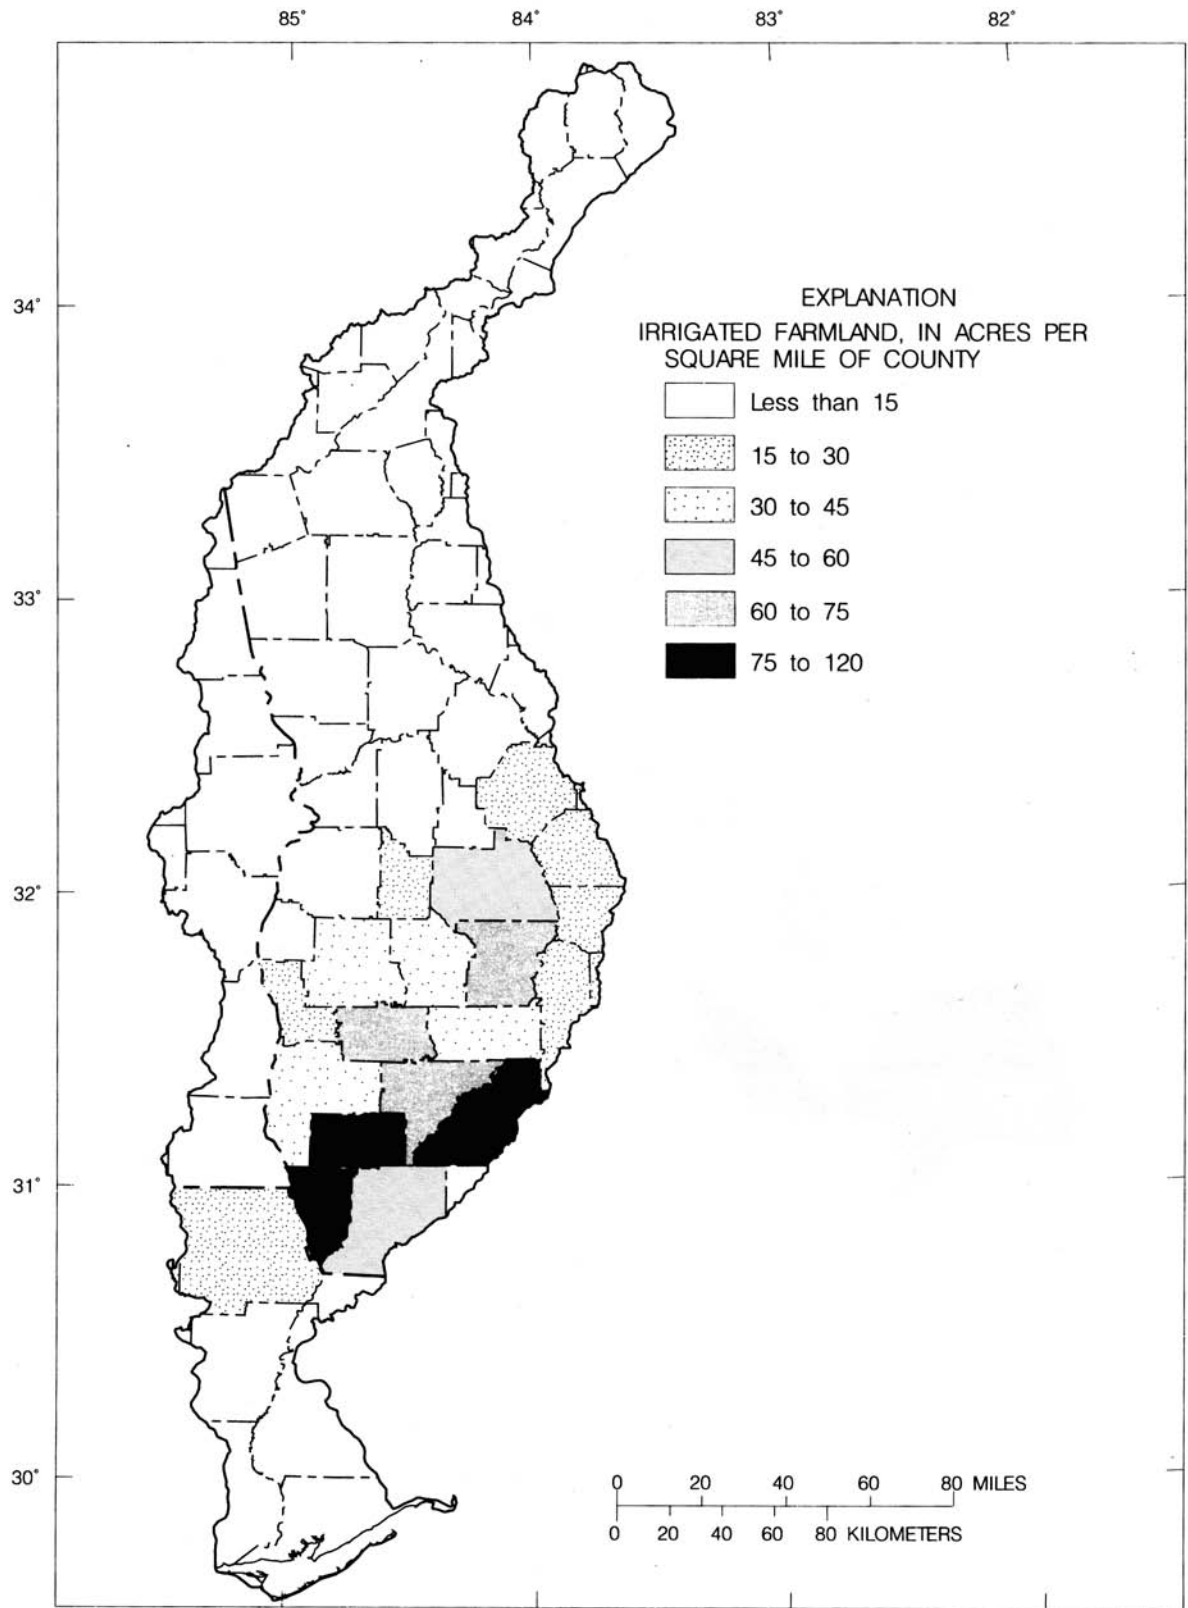 85° 84° 83° 82°
34°
33°
32°
31°
30°
EXPLANATION
IRRIGATED FARMLAND, IN ACRES PER
SQUARE MILE OF COUNTY
Less than 15
15 to 30
30 to 45
45 to 60
60 to 75
75 to 120
0 20 40 60 80 MILES
0 20 40 60 80 KILOMETERS